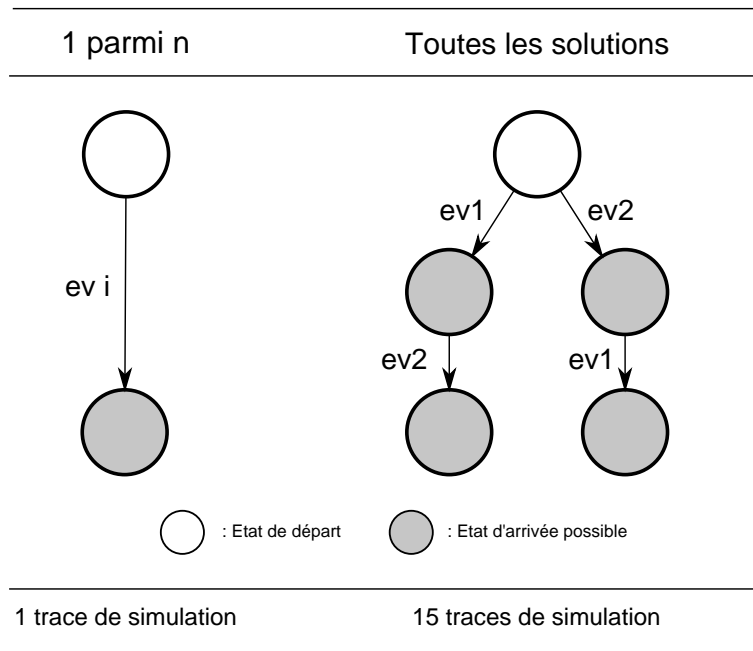 1 parmi n
Toutes les solutions
ev1
ev2
ev i
ev2
ev1
: Etat de départ
: Etat d'arrivée possible
1 trace de simulation
15 traces de simulation